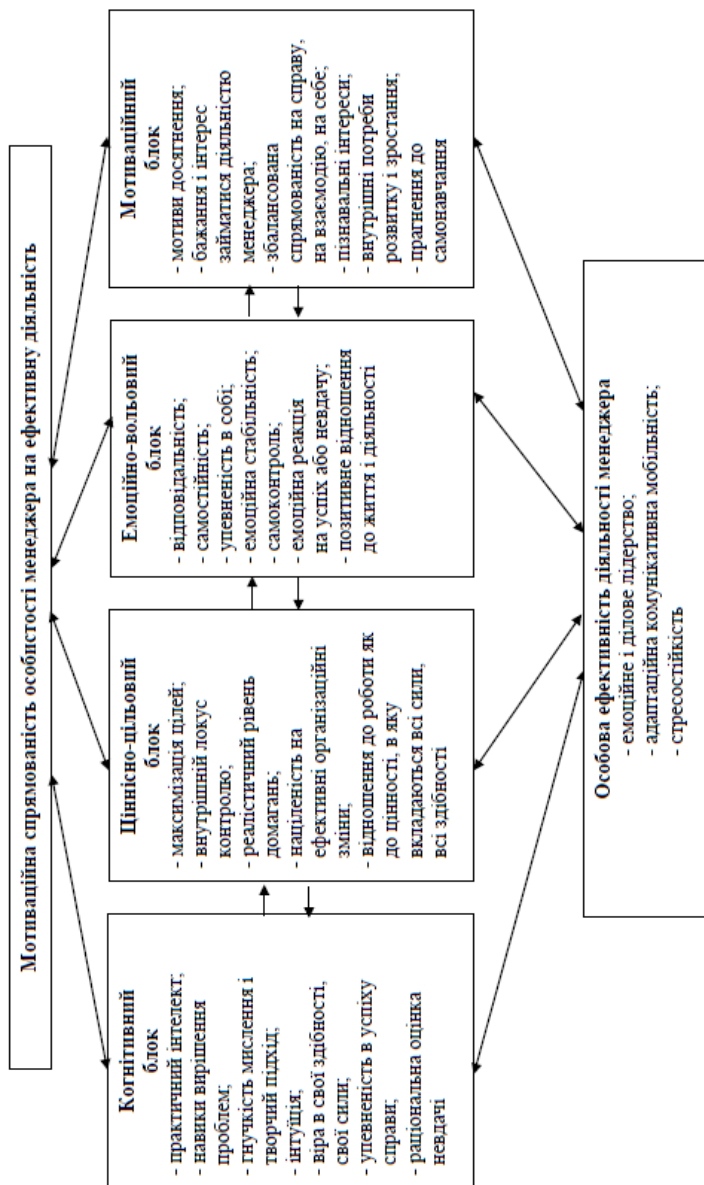 Мотиваційна спрямованість особистості менеджера на ефективну діяльність
Когнітивний
блок
- практичний інтелект;
- навики вирішення
проблем;
- гнучкість мислення і
творчий підхід;
- інтуїція;
- віра в свої здібності,
свої сили;
- упевненість в успіху
справи;
- раціональна оцінка
невдачі
Ціннісно-цільовий
блок
- максимізація цілей;
- внутрішній локус
контролю;
- реалістичний рівень
домагань;
- націленість на
ефективні організаційні
зміни;
- відношення до роботи як
до цінності, в яку
вкладаються всі сили,
всі здібності
Емоційно-вольовий
блок
- відповідальність;
- самостійність;
- упевненість в собі;
- емоційна стабільність;
- самоконтроль;
- емоційна реакція
на успіх або невдачу;
- позитивне відношення
до життя і діяльності
Мотиваційний
блок
- мотиви досягнення;
- бажання і інтерес
займатися діяльністю
менеджера;
- збалансована
спрямованість на справу,
на взаємодію, на себе;
- пізнавальні інтереси;
- внутрішні потреби
розвитку і зростання;
- прагнення до
самонавчання
Особова ефективність діяльності менеджера
- емоційне і ділове лідерство;
- адаптаційна комунікативна мобільність;
- стресостійкість